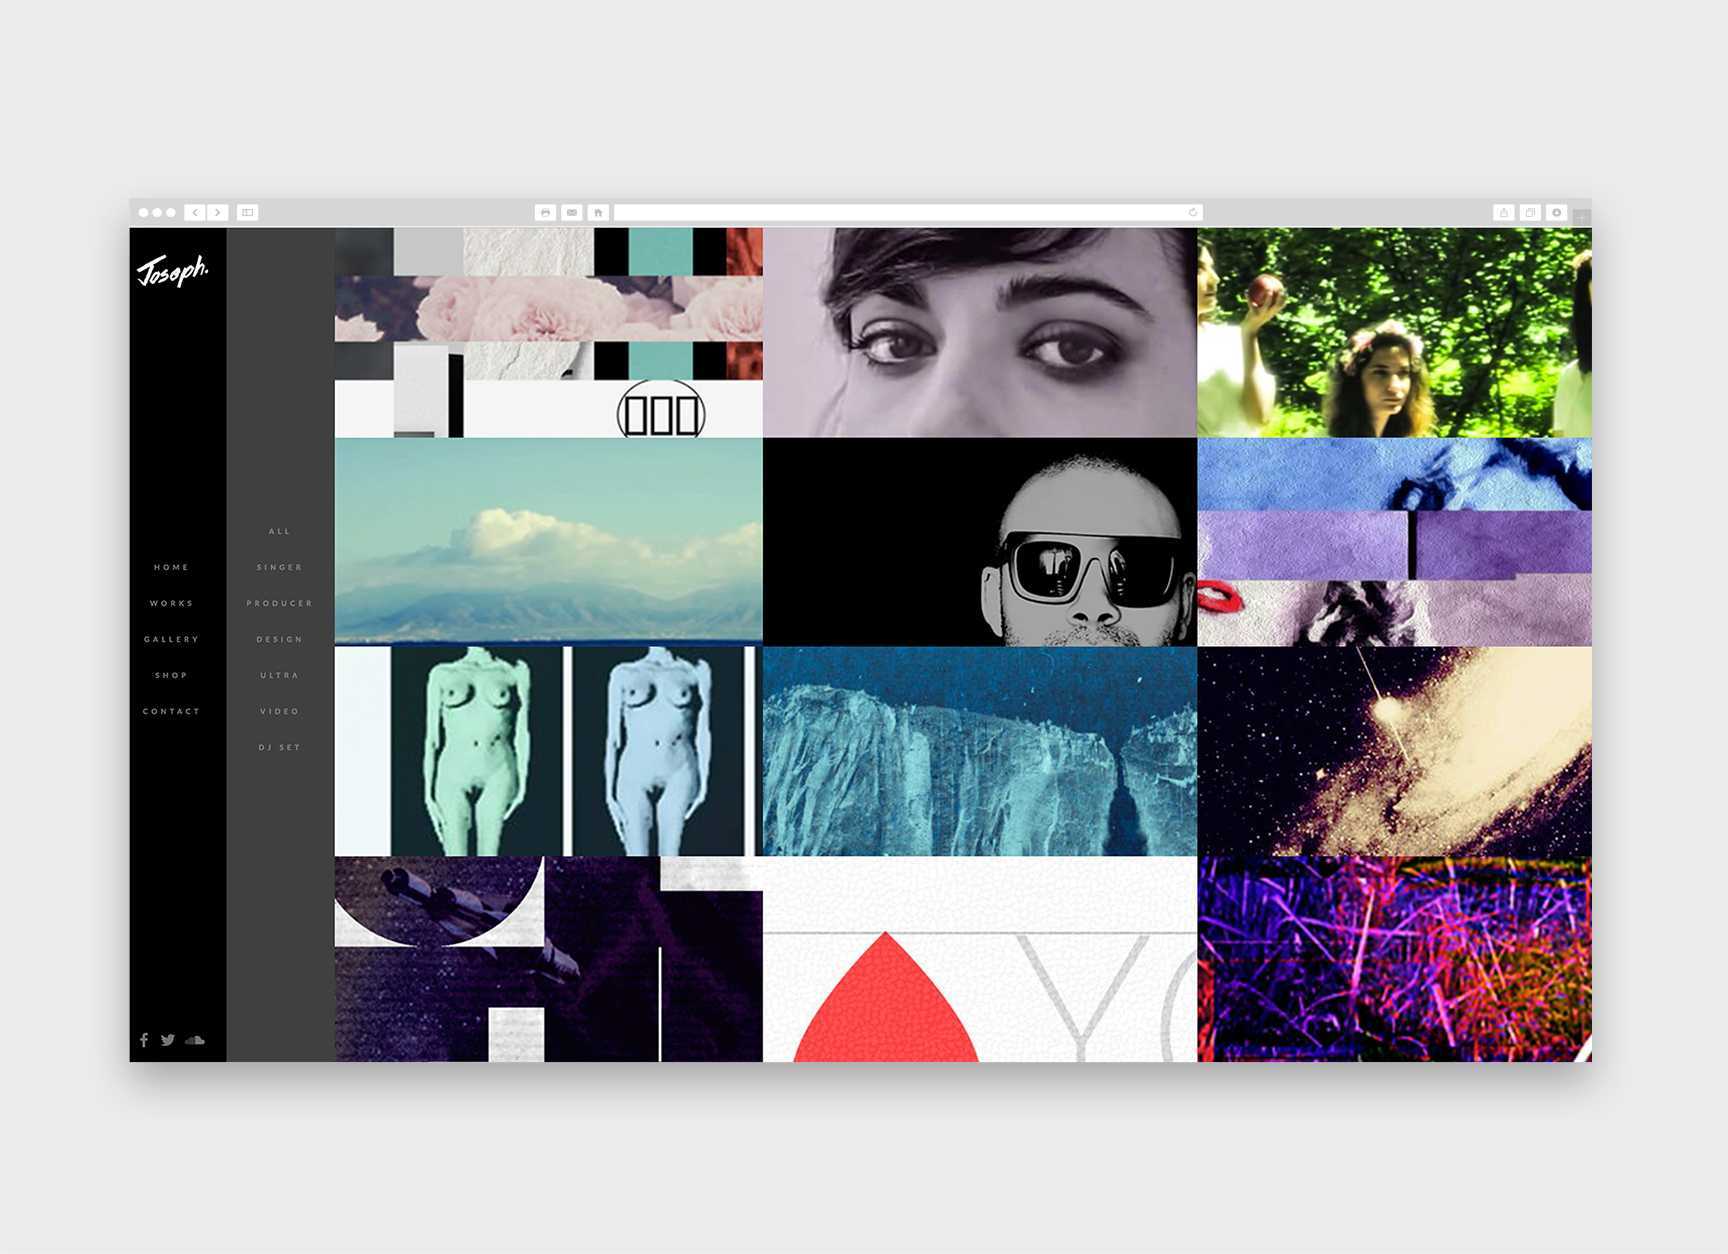 Joseph.
HOME
WORKS
GALLERY
SHOP
CONTACT
ALL
SINGER
PRODUCER
DESIGN
ULTRA
VIDEO
DJ SET
YO